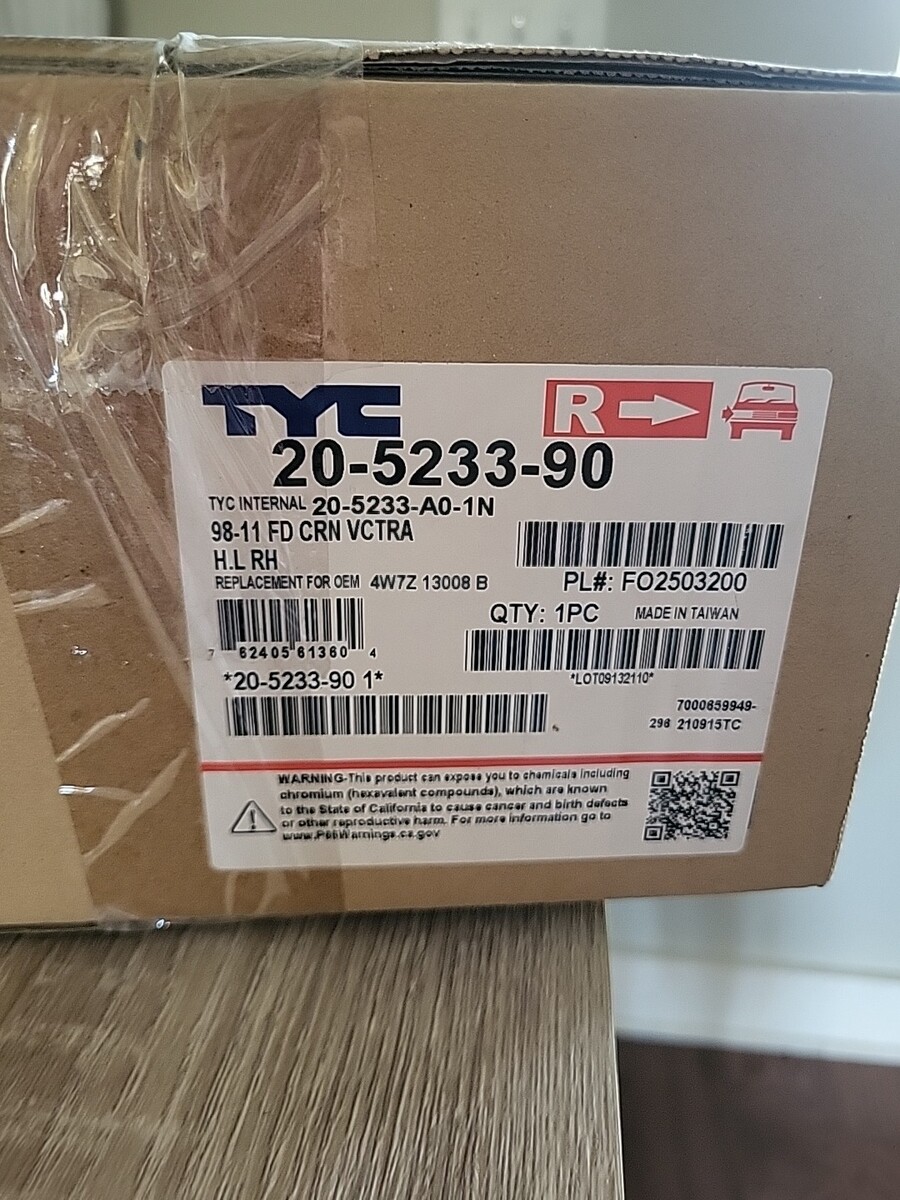 TYC
R
20-5233-90
TYC INTERNAL 20-5233-A0-1N
98-11 FD CRN VCTRA
H.L RH
REPLACEMENT FOR OEM 4W7Z 13008 B
PL#: FO2503200
QTY: 1PC MADE IN TAIWAN
7 62405 61360 4
*LOT09132110*
*20-5233-90 1*
7000659949-
296 210915TC
WARNING-This product can expose you to chemicals including
chromium (hexavalent compounds), which are known
to the State of California to cause cancer and birth defects
or other reproductive harm. For more information go to
www.P65Warnings.ca.gov